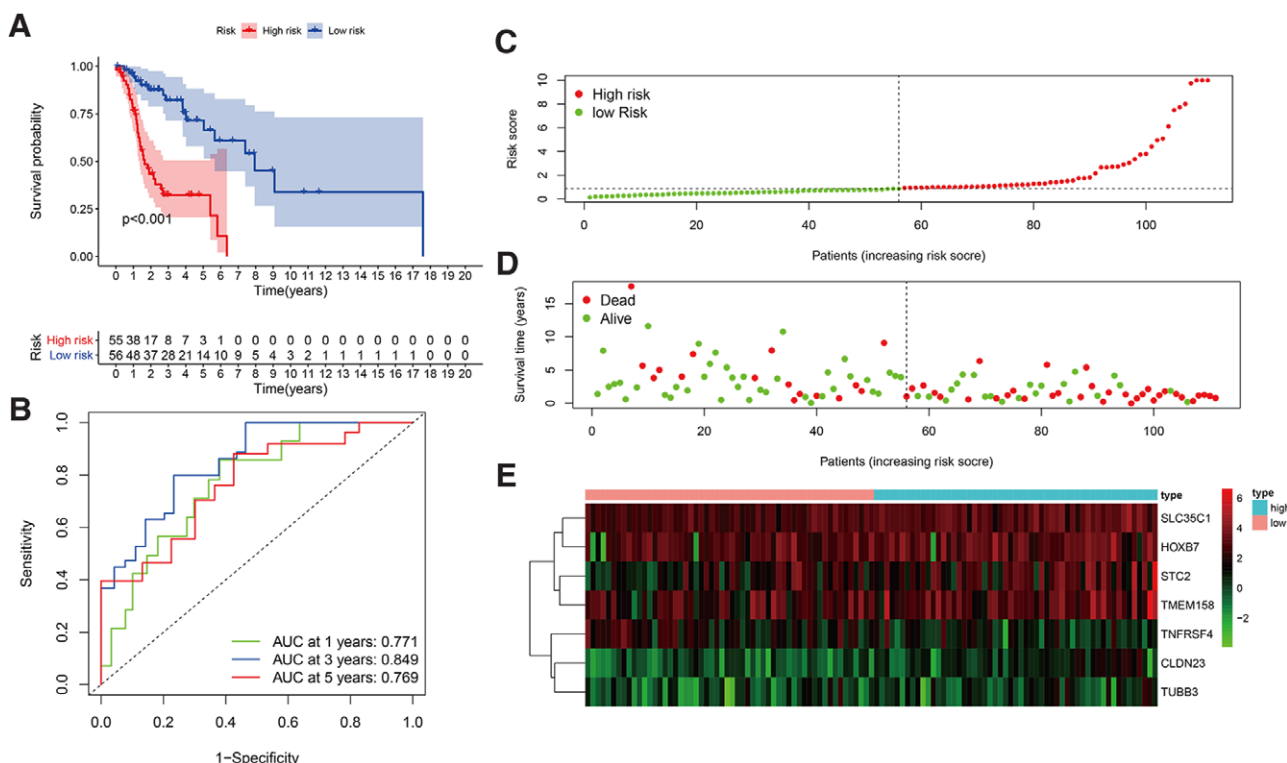 A
Risk High risk Low risk
Survival probability
1.00
0.75
0.50
0.25
0.00
p<0.001
0 1 2 3 4 5 6 7 8 9 10 11 12 13 14 15 16 17 18 19 20
Time(years)
Risk
High risk 55 38 17 8 7 3 1 0 0 0 0 0 0 0 0 0 0 0 0 0 0
Low risk 56 48 37 28 21 14 10 9 5 4 3 2 1 1 1 1 1 1 0 0 0
0 1 2 3 4 5 6 7 8 9 10 11 12 13 14 15 16 17 18 19 20
Time(years)
B
Sensitivity
1.0
0.8
0.6
0.4
0.2
0.0
AUC at 1 years: 0.771
AUC at 3 years: 0.849
AUC at 5 years: 0.769
0.0 0.2 0.4 0.6 0.8 1.0
1−Specificity
C
Risk score
10
8
6
4
2
0
High risk
low Risk
0 20 40 60 80 100
Patients (increasing risk socre)
D
Survival time (years)
15
10
5
0
Dead
Alive
0 20 40 60 80 100
Patients (increasing risk socre)
E
type
SLC35C1
HOXB7
STC2
TMEM158
TNFRSF4
CLDN23
TUBB3
6
4
2
0
−2
type
high
low